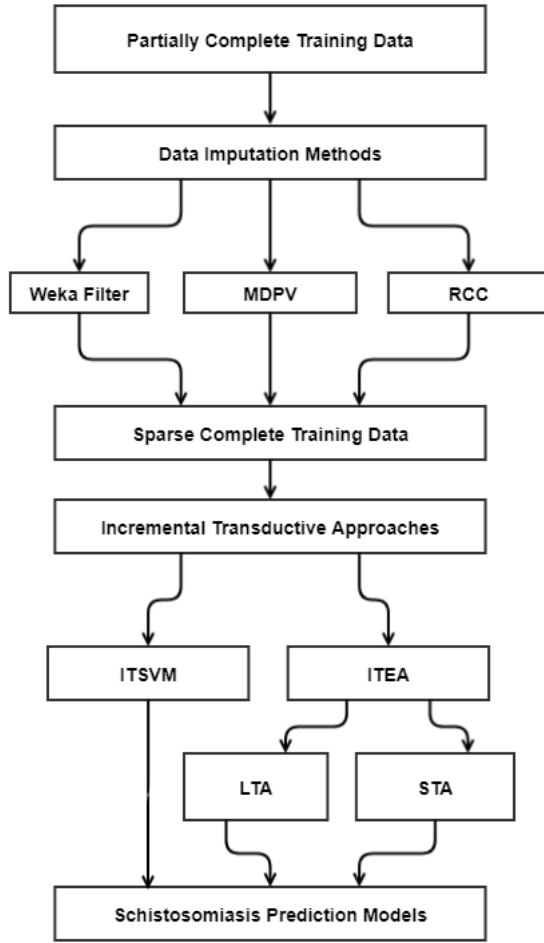 Partially Complete Training Data
Data Imputation Methods
Weka Filter
MDPV
RCC
Sparse Complete Training Data
Incremental Transductive Approaches
ITSVM
ITEA
LTA
STA
Schistosomiasis Prediction Models